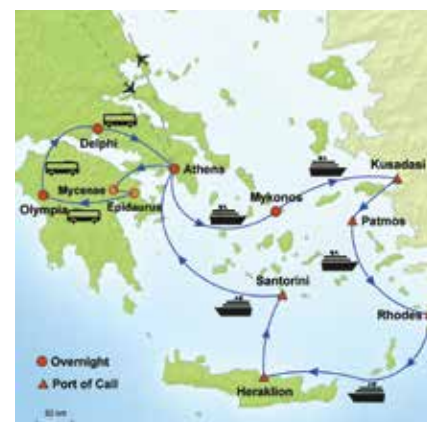 Delphi
Athens
Mycenae
Epidaurus
Olympia
Mykonos
Kusadasi
Patmos
Santorini
Rhodes
Heraklion
Overnight
Port of Call